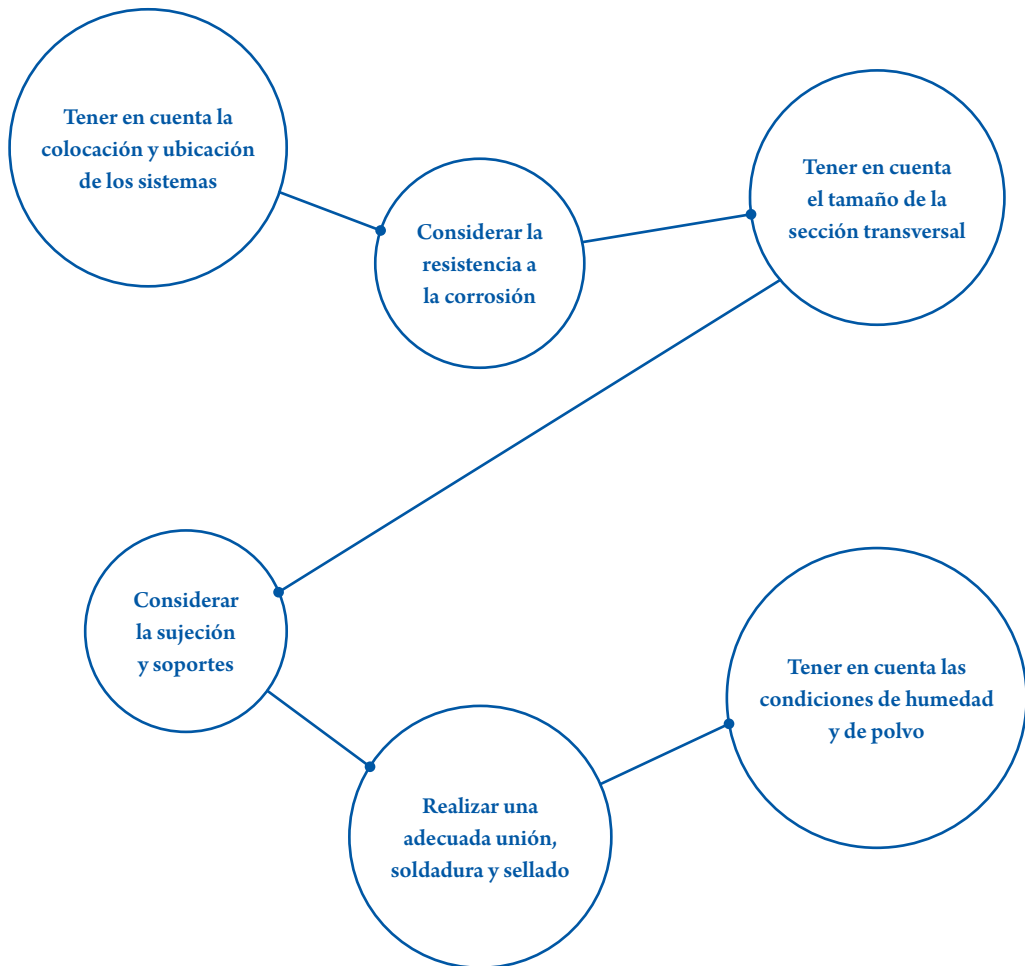 Tener en cuenta la
colocación y ubicación
de los sistemas
Considerar la
resistencia a
la corrosión
Tener en cuenta
el tamaño de la
sección transversal
Considerar
la sujeción
y soportes
Realizar una
adecuada unión,
soldadura y sellado
Tener en cuenta las
condiciones de humedad
y de polvo